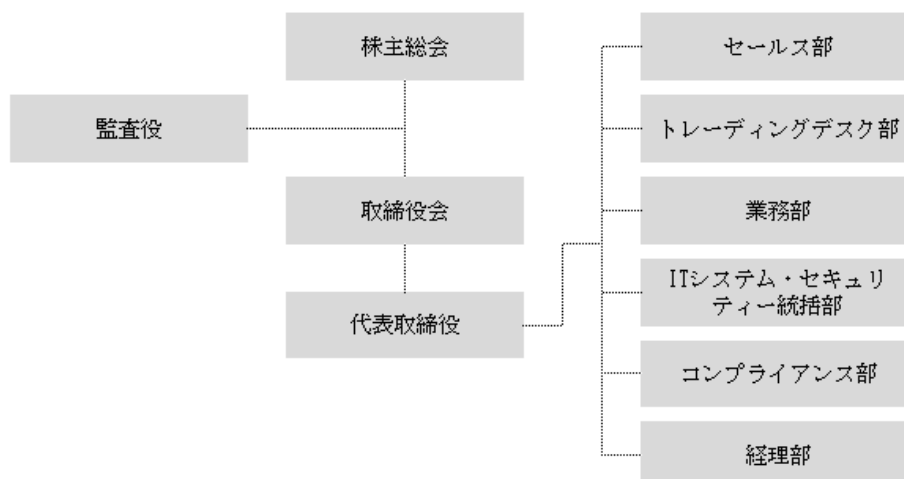 株主総会
監査役
取締役会
代表取締役
セールス部
トレーディングデスク部
業務部
ITシステム・セキュリ
ティー統括部
コンプライアンス部
経理部